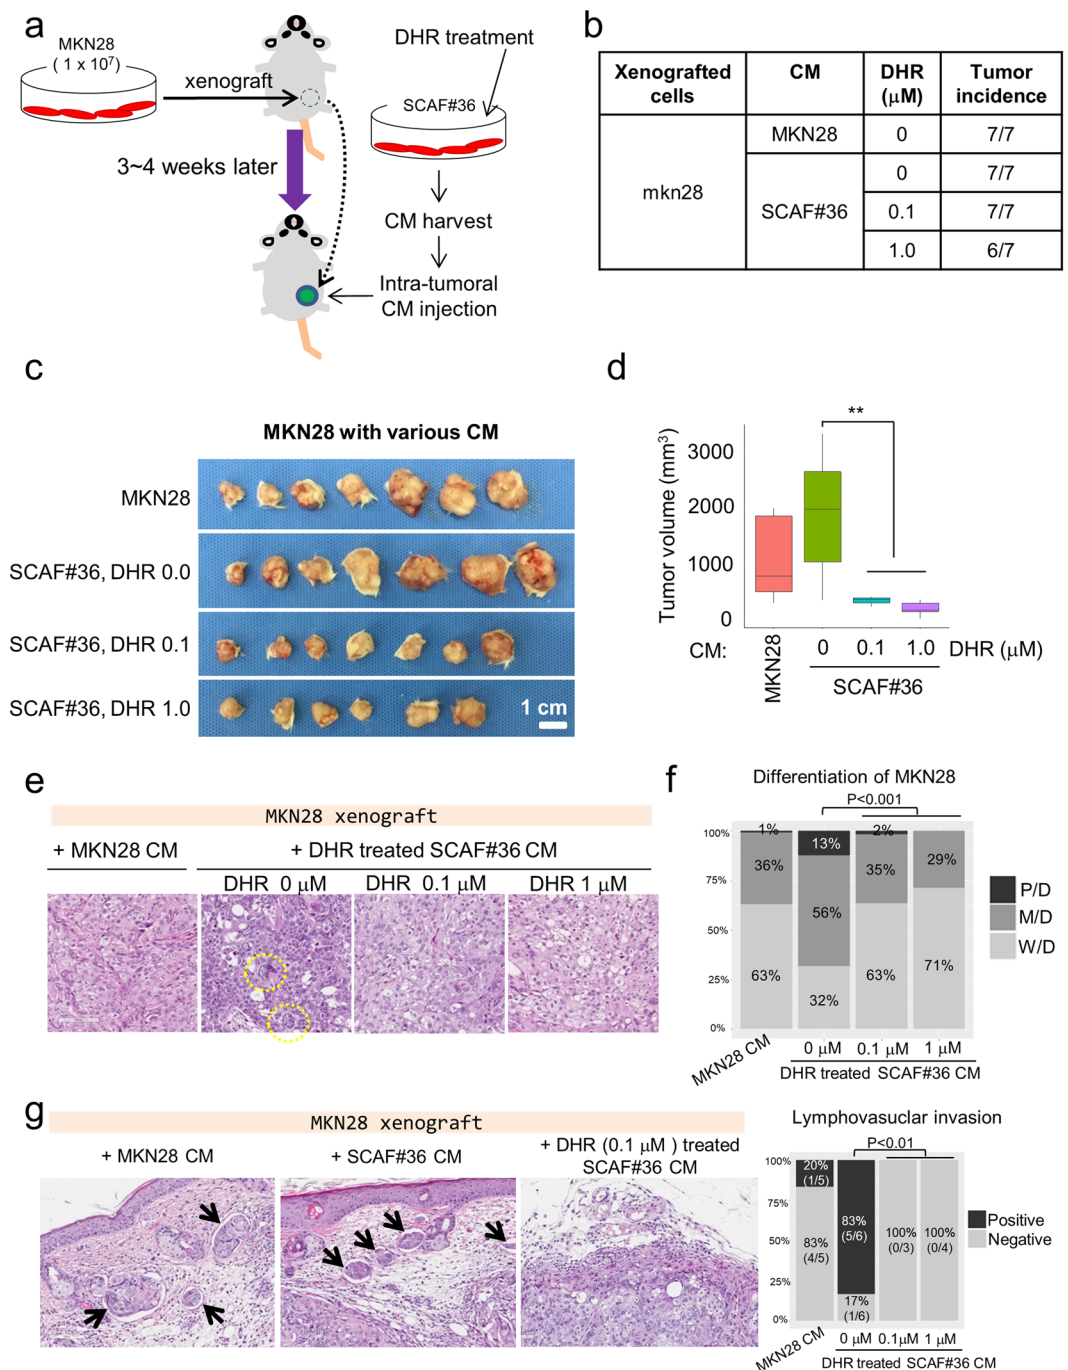 a
MKN28
( 1 x 10⁷)
xenograft
DHR treatment
SCAF#36
3~4 weeks later
CM harvest
Intra-tumoral
CM injection
b
Xenografted cells | CM | DHR (μM) | Tumor incidence
mkn28 | MKN28 | 0 | 7/7
SCAF#36 | 0 | 7/7
0.1 | 7/7
1.0 | 6/7
c
MKN28 with various CM
MKN28
SCAF#36, DHR 0.0
SCAF#36, DHR 0.1
SCAF#36, DHR 1.0
1 cm
d
**
Tumor volume (mm³)
3000
2000
1000
0
CM:
MKN28
0 0.1 1.0 DHR (μM)
SCAF#36
e
MKN28 xenograft
+ MKN28 CM
+ DHR treated SCAF#36 CM
DHR 0 μM
DHR 0.1 μM
DHR 1 μM
f
Differentiation of MKN28
P<0.001
100%
75%
50%
25%
0%
1%
36%
63%
13%
56%
32%
2%
35%
63%
29%
71%
P/D
M/D
W/D
MKN28 CM
0 μM 0.1 μM 1 μM
DHR treated SCAF#36 CM
g
MKN28 xenograft
+ MKN28 CM
+ SCAF#36 CM
+ DHR (0.1 μM ) treated
SCAF#36 CM
Lymphovasuclar invasion
P<0.01
100%
75%
50%
25%
0%
20%
(1/5)
83%
(4/5)
83%
(5/6)
17%
(1/6)
100%
(0/3)
100%
(0/4)
Positive
Negative
MKN28 CM
0 μM 0.1μM 1 μM
DHR treated SCAF#36 CM